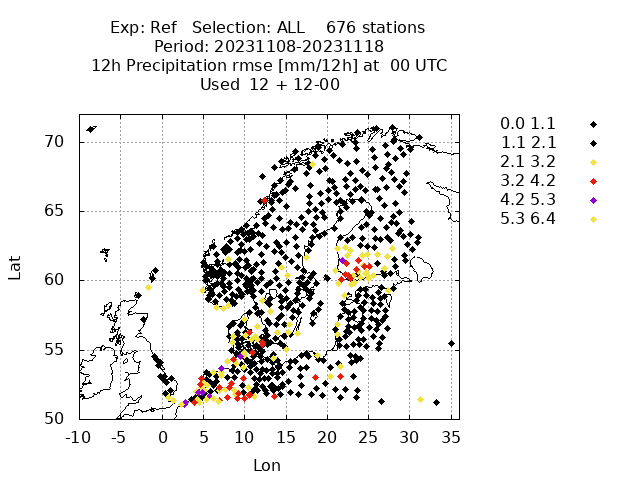 Exp: Ref   Selection: ALL    676 stations
Period: 20231108-20231118
12h Precipitation rmse [mm/12h] at  00 UTC
Used  12 + 12-00
70
65
60
55
50
-10 -5 0 5 10 15 20 25 30 35
Lat
Lon
0.0 1.1
1.1 2.1
2.1 3.2
3.2 4.2
4.2 5.3
5.3 6.4